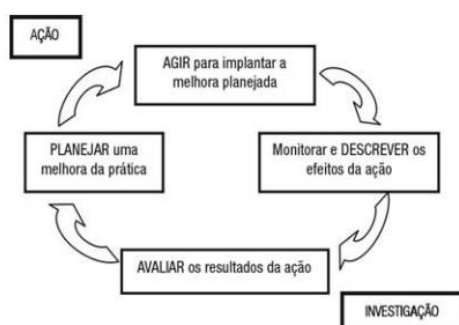 AÇÃO
AGIR para implantar a
melhora planejada
PLANEJAR uma
melhora da prática
Monitorar e DESCREVER os
efeitos da ação
AVALIAR os resultados da ação
INVESTIGAÇÃO